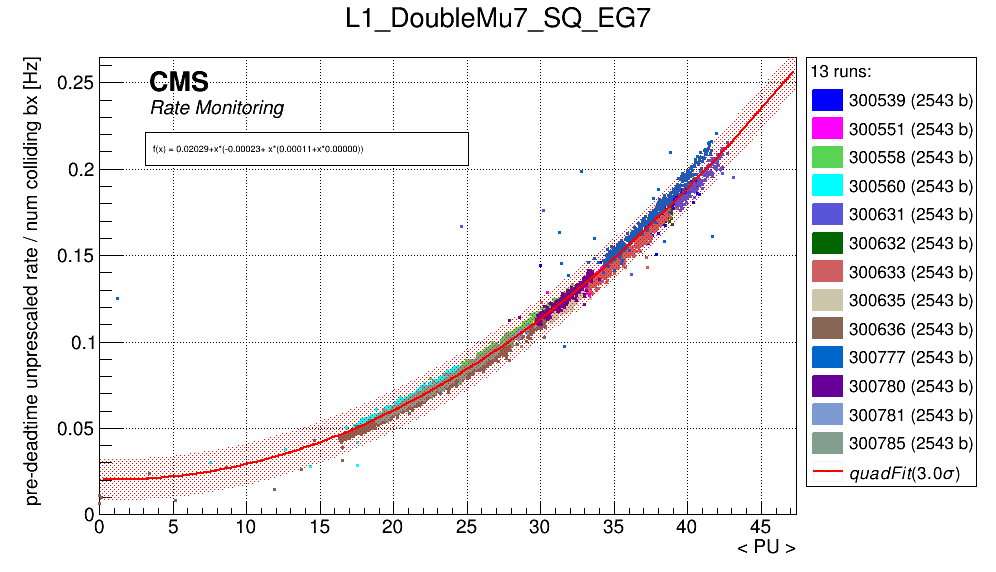 L1_DoubleMu7_SQ_EG7
pre-deadtime unprescaled rate / num colliding bx [Hz]
CMS
Rate Monitoring
f(x) = 0.02029+x*(-0.00023+ x*(0.00011+x*0.00000))
0.25
0.2
0.15
0.1
0.05
0
0 5 10 15 20 25 30 35 40 45
< PU >
13 runs:
300539 (2543 b)
300551 (2543 b)
300558 (2543 b)
300560 (2543 b)
300631 (2543 b)
300632 (2543 b)
300633 (2543 b)
300635 (2543 b)
300636 (2543 b)
300777 (2543 b)
300780 (2543 b)
300781 (2543 b)
300785 (2543 b)
quadFit(3.0σ)